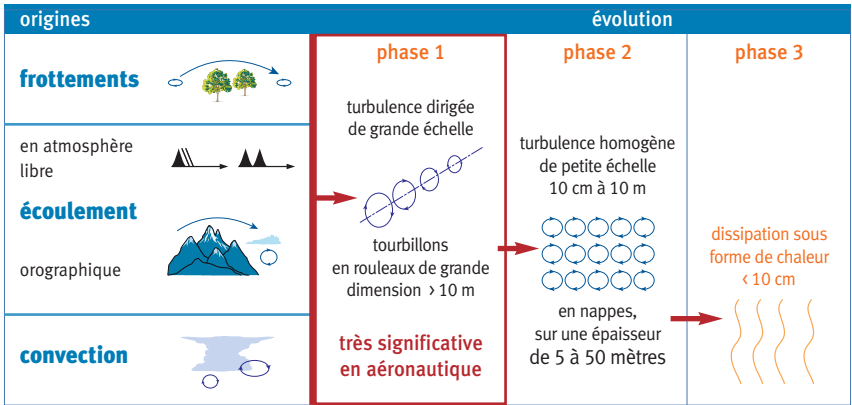 origines
évolution
frottements
en atmosphère
libre
écoulement
orographique
convection
phase 1
turbulence dirigée
de grande échelle
tourbillons
en rouleaux de grande
dimension > 10 m
très significative
en aéronautique
phase 2
turbulence homogène
de petite échelle
10 cm à 10 m
en nappes,
sur une épaisseur
de 5 à 50 mètres
phase 3
dissipation sous
forme de chaleur
< 10 cm